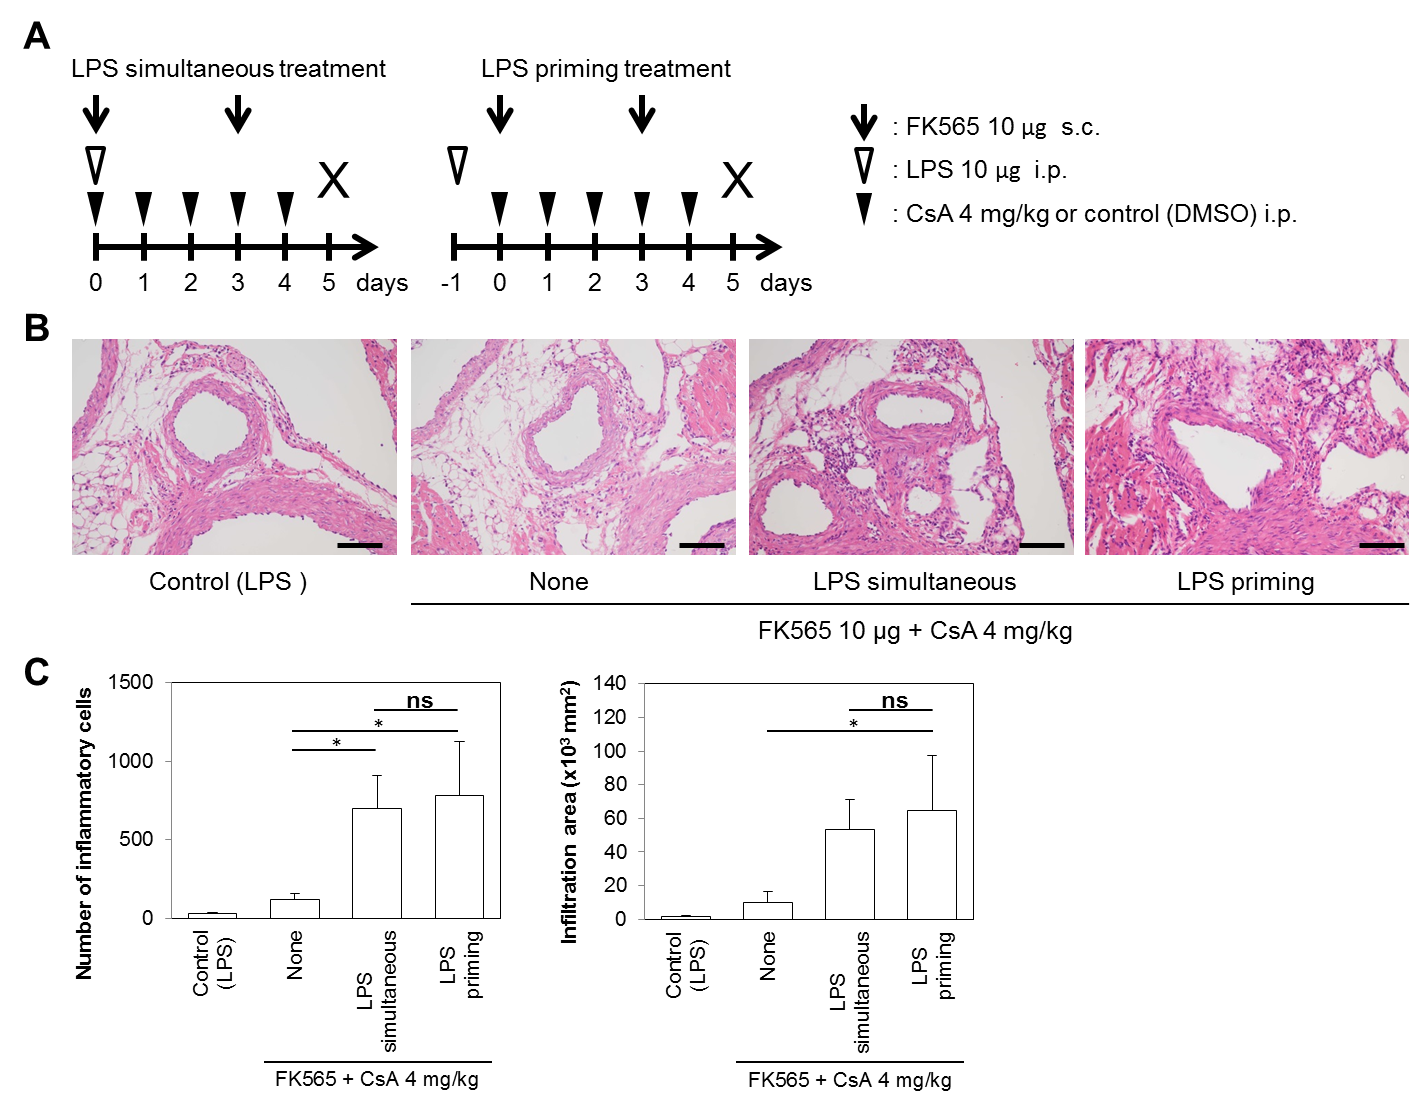 A
LPS simultaneous treatment
LPS priming treatment
X
X
0 1 2 3 4 5 days
-1 0 1 2 3 4 5 days
: FK565 10 µg s.c.
: LPS 10 µg i.p.
: CsA 4 mg/kg or control (DMSO) i.p.
B
Control (LPS )
None
LPS simultaneous
LPS priming
FK565 10 µg + CsA 4 mg/kg
C
Number of inflammatory cells
1500
1000
500
0
ns
*
*
Control
(LPS)
None
LPS
simultaneous
LPS
priming
FK565 + CsA 4 mg/kg
Infiltration area (x10³ mm²)
140
120
100
80
60
40
20
0
ns
*
Control
(LPS)
None
LPS
simultaneous
LPS
priming
FK565 + CsA 4 mg/kg